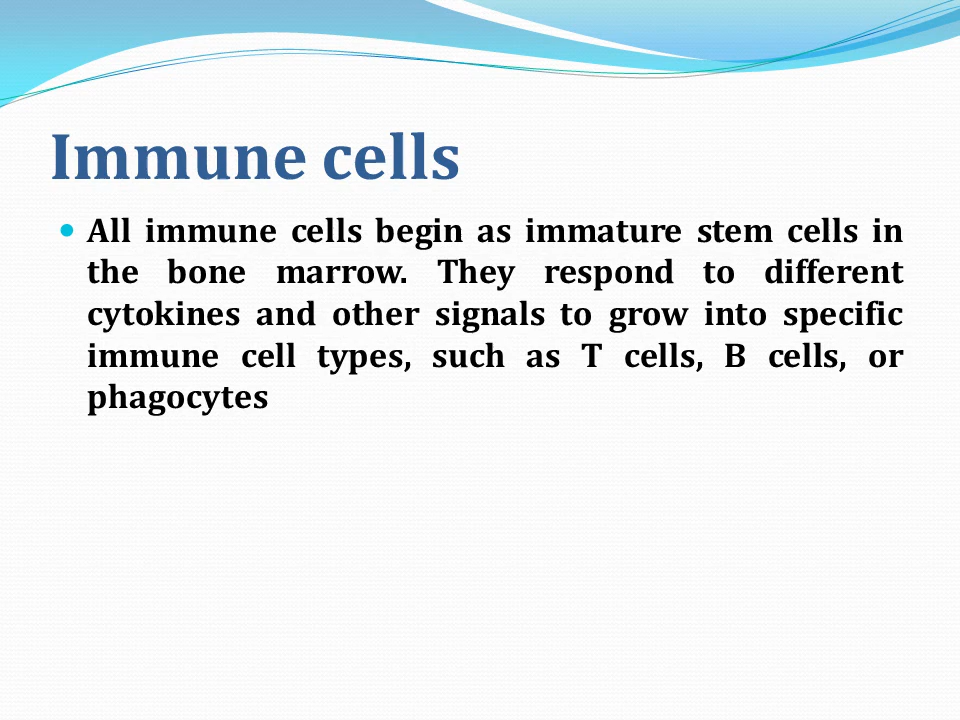 Immune cells
All immune cells begin as immature stem cells in
the bone marrow. They respond to different
cytokines and other signals to grow into specific
immune cell types, such as T cells, B cells, or
phagocytes